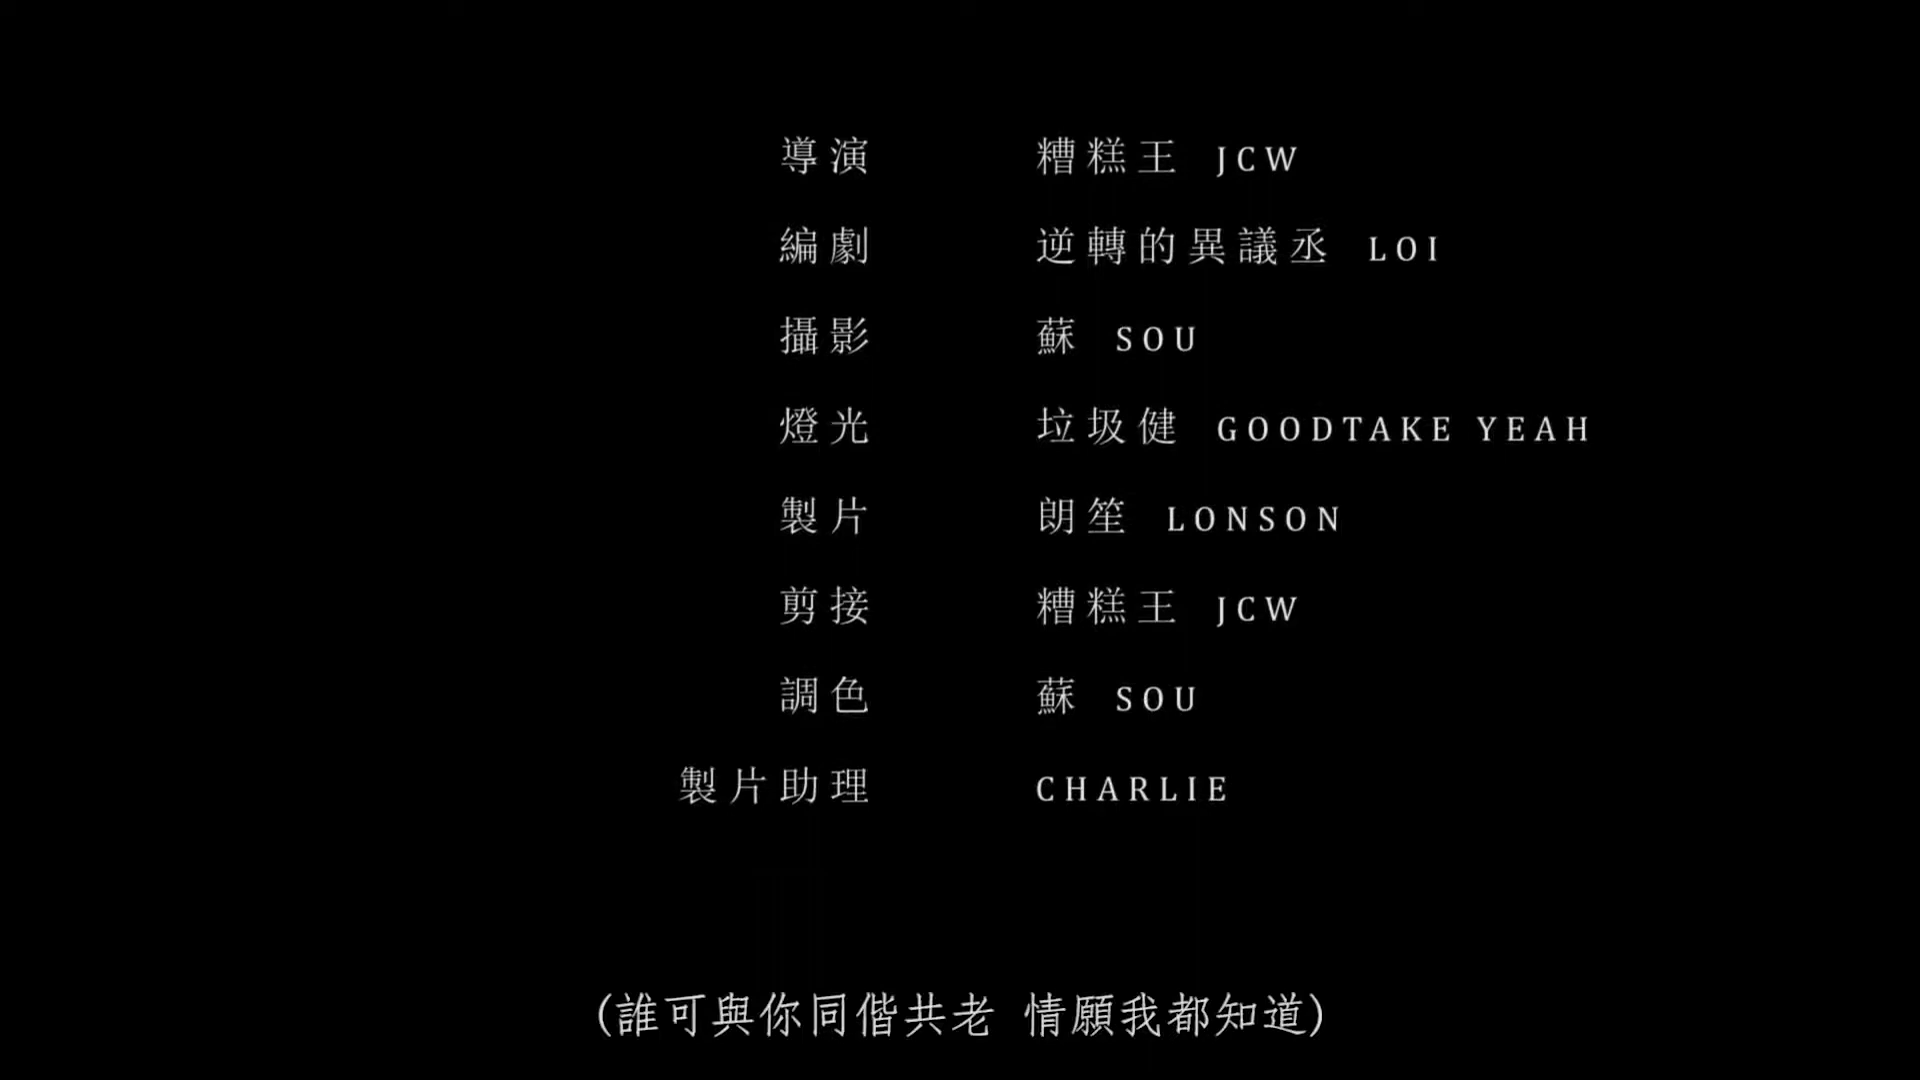 導演 糟糕王 JCW
編劇 逆轉的異議丞 LOI
攝影 蘇 SOU
燈光 垃圾健 GOODTAKE YEAH
製片 朗笙 LONSON
剪接 糟糕王 JCW
調色 蘇 SOU
製片助理 CHARLIE
(誰可與你同偕共老 情願我都知道)